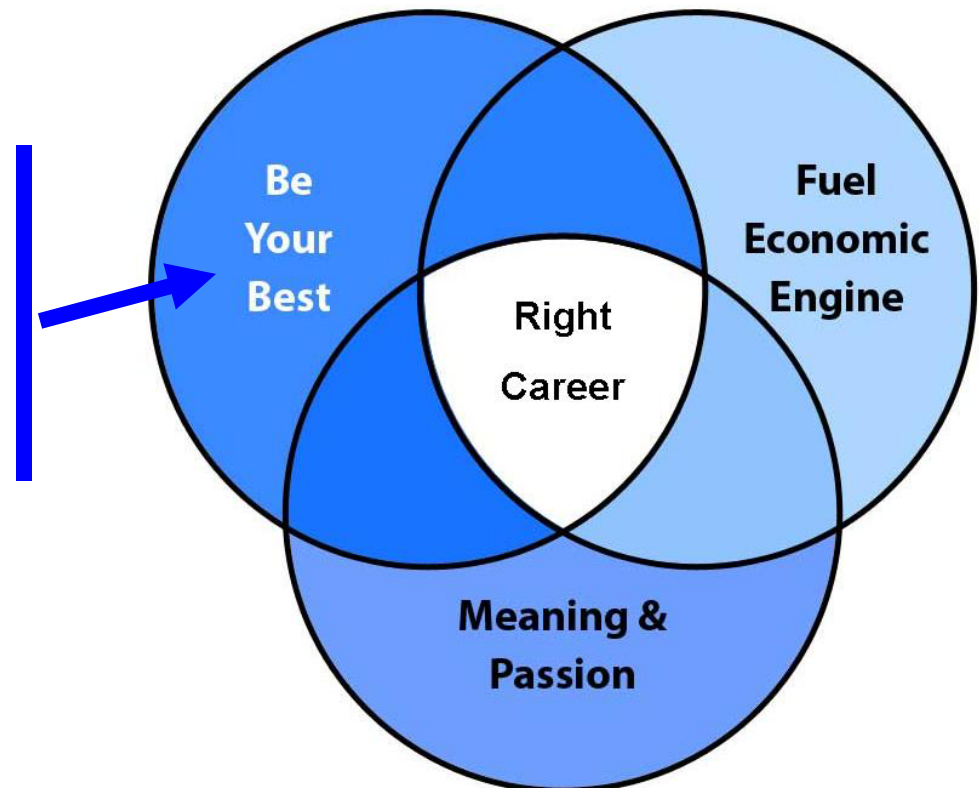 Be
Your
Best
Fuel
Economic
Engine
Right
Career
Meaning &
Passion